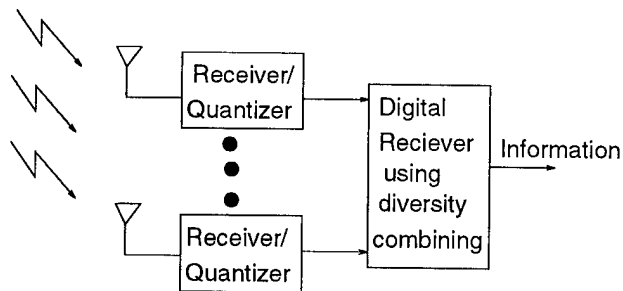 Receiver/
Quantizer
Digital
Reciever
using
diversity
combining
Information
Receiver/
Quantizer